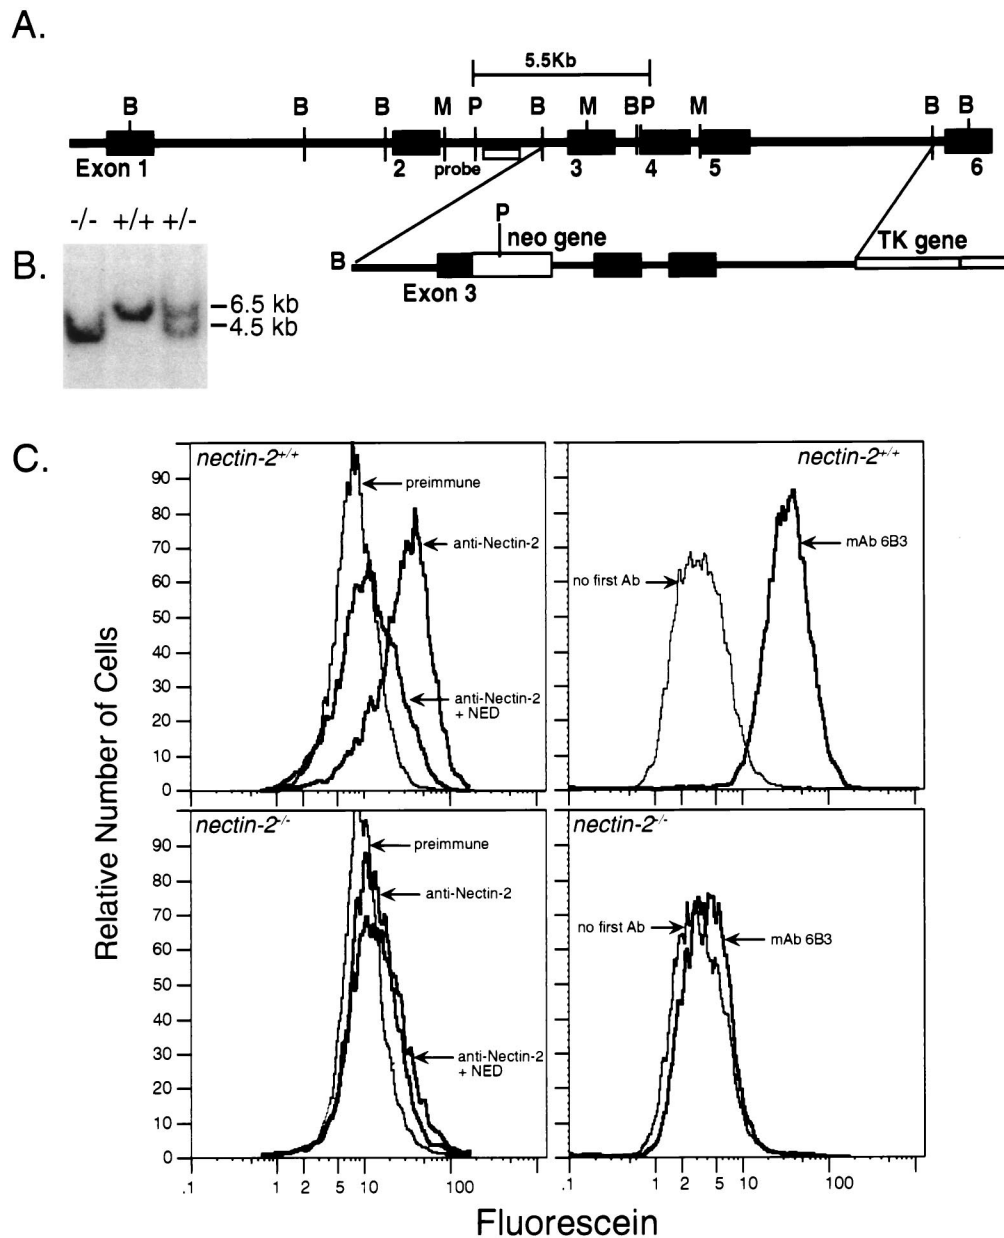 A.
5.5Kb
B B B M P B M BP M B B
Exon 1 2 probe 3 4 5 6
-/- +/+ +/-
P
neo gene TK gene
B
Exon 3
B.
6.5 kb
4.5 kb
C.
Relative Number of Cells
nectin-2+/+
preimmune
anti-Nectin-2
anti-Nectin-2
+ NED
90
80
70
60
50
40
30
20
10
0
nectin-2+/+
no first Ab
mAb 6B3
nectin-2-/-
preimmune
anti-Nectin-2
anti-Nectin-2
+ NED
90
80
70
60
50
40
30
20
10
0
.1 1 2 5 10 100
nectin-2-/-
no first Ab
mAb 6B3
.1 1 2 5 10 100
Fluorescein